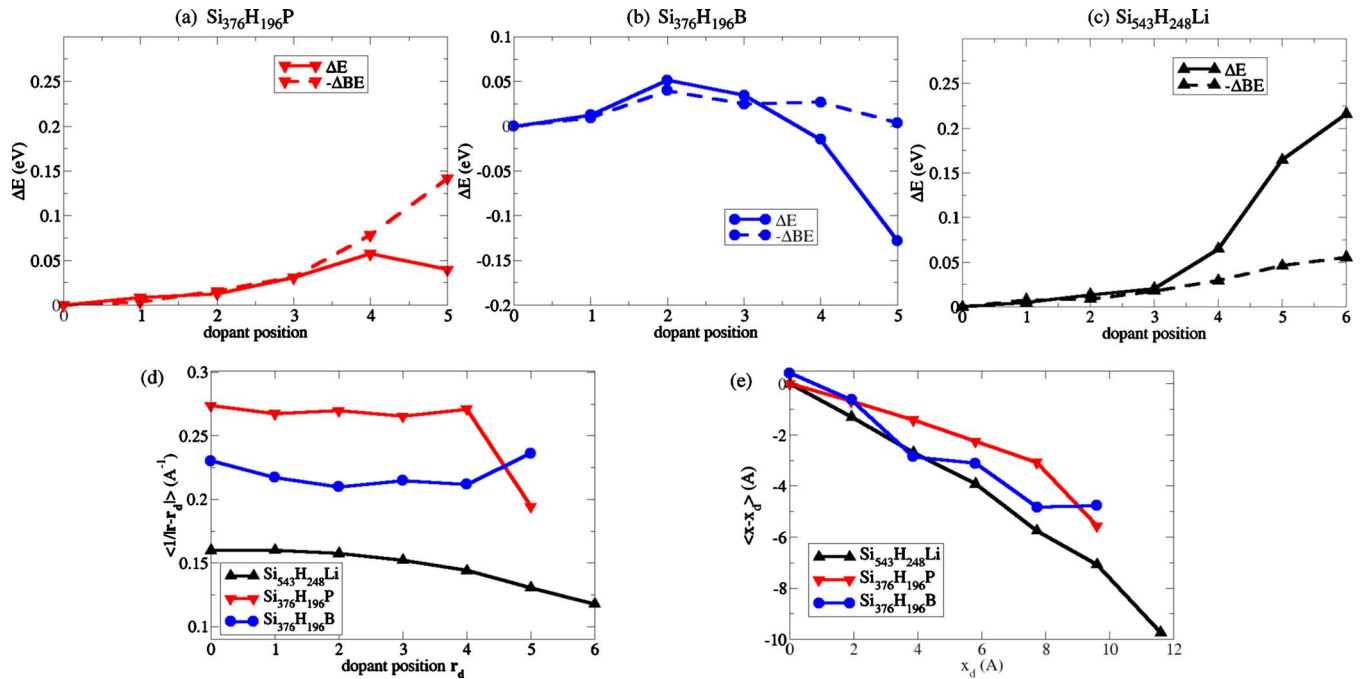 (a) Si376H196P
(b) Si376H196B
(c) Si543H248Li
ΔE (eV)
0.25
0.2
0.15
0.1
0.05
0
ΔE
-ΔBE
0 1 2 3 4 5
dopant position
ΔE (eV)
0.1
0.05
0
-0.05
-0.1
-0.15
-0.2
ΔE
-ΔBE
0 1 2 3 4 5
dopant position
ΔE (eV)
0.25
0.2
0.15
0.1
0.05
0
ΔE
-ΔBE
0 1 2 3 4 5 6
dopant position
(d)
<1/|r-r_d|> (A^-1)
0.3
0.25
0.2
0.15
0.1
Si543H248Li
Si376H196P
Si376H196B
0 1 2 3 4 5 6
dopant position r_d
(e)
<x-x_d> (A)
0
-2
-4
-6
-8
-10
Si543H248Li
Si376H196P
Si376H196B
0 2 4 6 8 10 12
x_d (A)